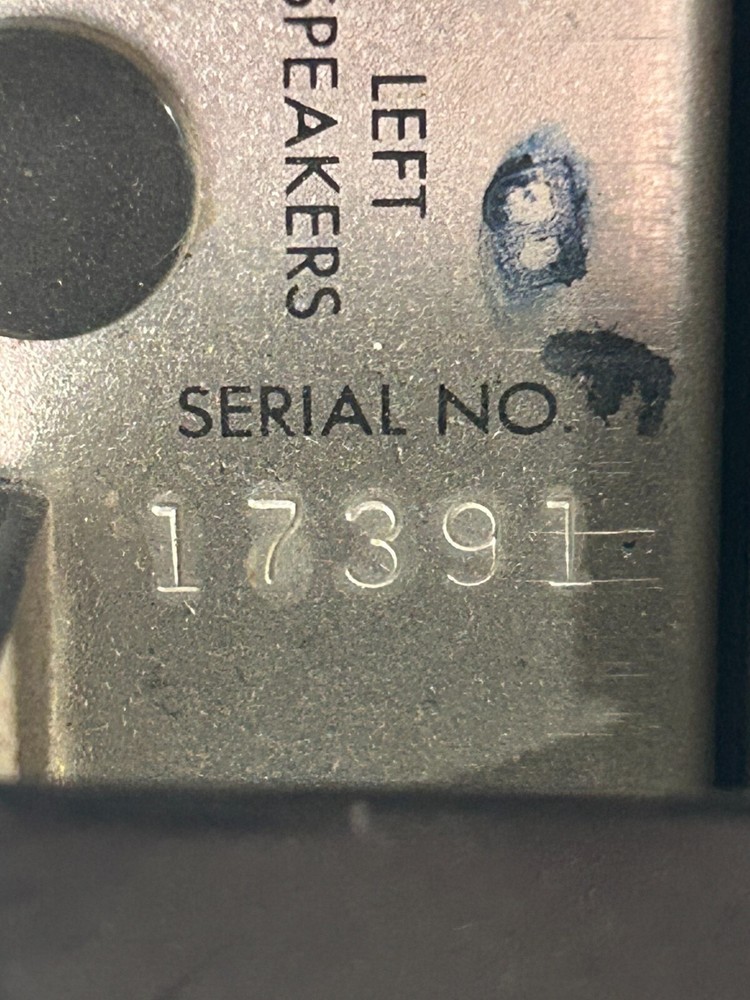 LEFT
SPEAKERS
SERIAL NO.
17391